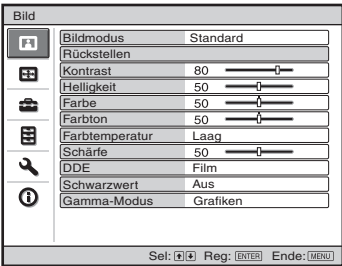 Bild
Bildmodus Standard
Rückstellen
Kontrast 80
Helligkeit 50
Farbe 50
Farbton 50
Farbtemperatur Laag
Schärfe 50
DDE Film
Schwarzwert Aus
Gamma-Modus Grafiken
Sel: Reg: ENTER Ende: MENU